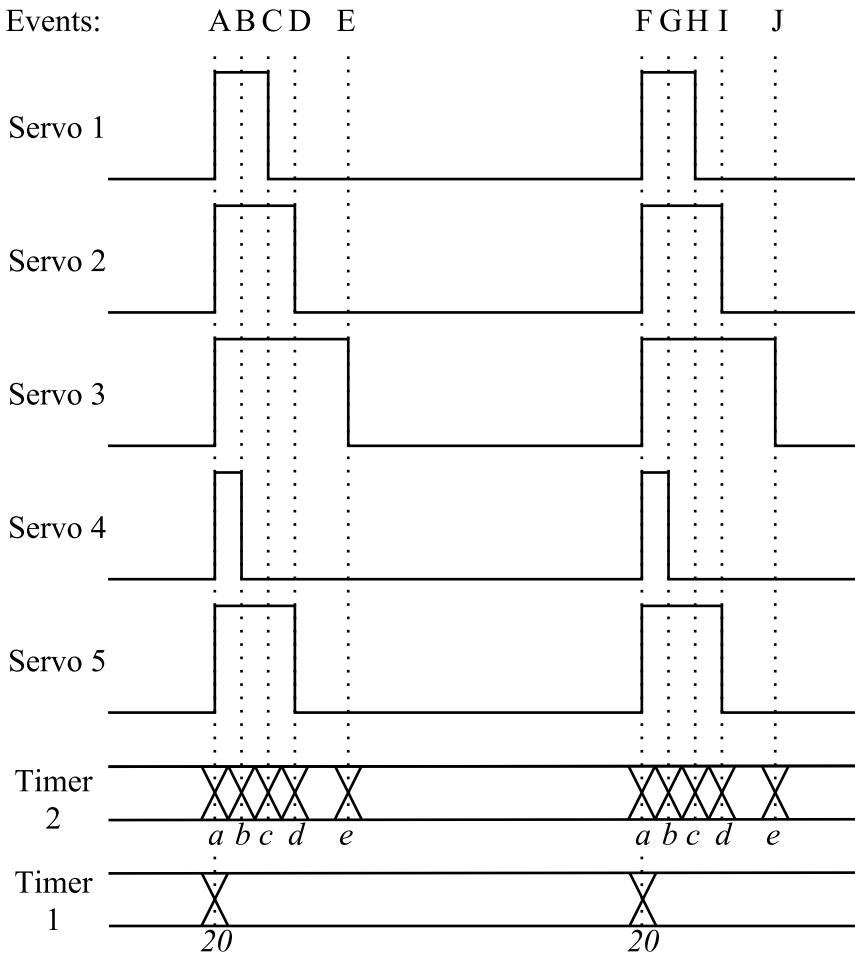 Events: A B C D E F G H I J
Servo 1
Servo 2
Servo 3
Servo 4
Servo 5
Timer
2
a b c d e a b c d e
Timer
1
20 20